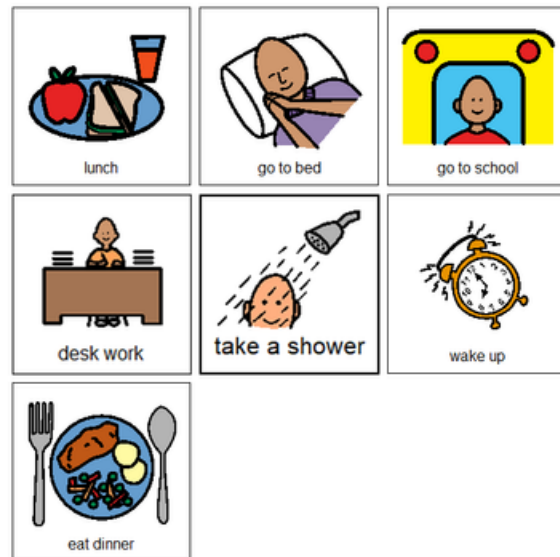 lunch
go to bed
go to school
desk work
take a shower
wake up
eat dinner